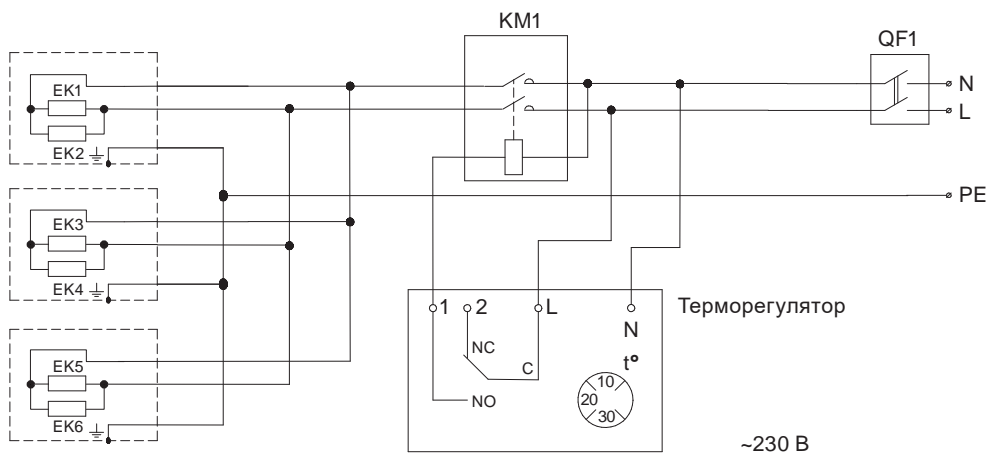 KM1
QF1
N
L
PE
EK1
EK2
EK3
EK4
EK5
EK6
1
2
L
N
Терморегулятор
NC
C
NO
t°
10
20
30
~230 В